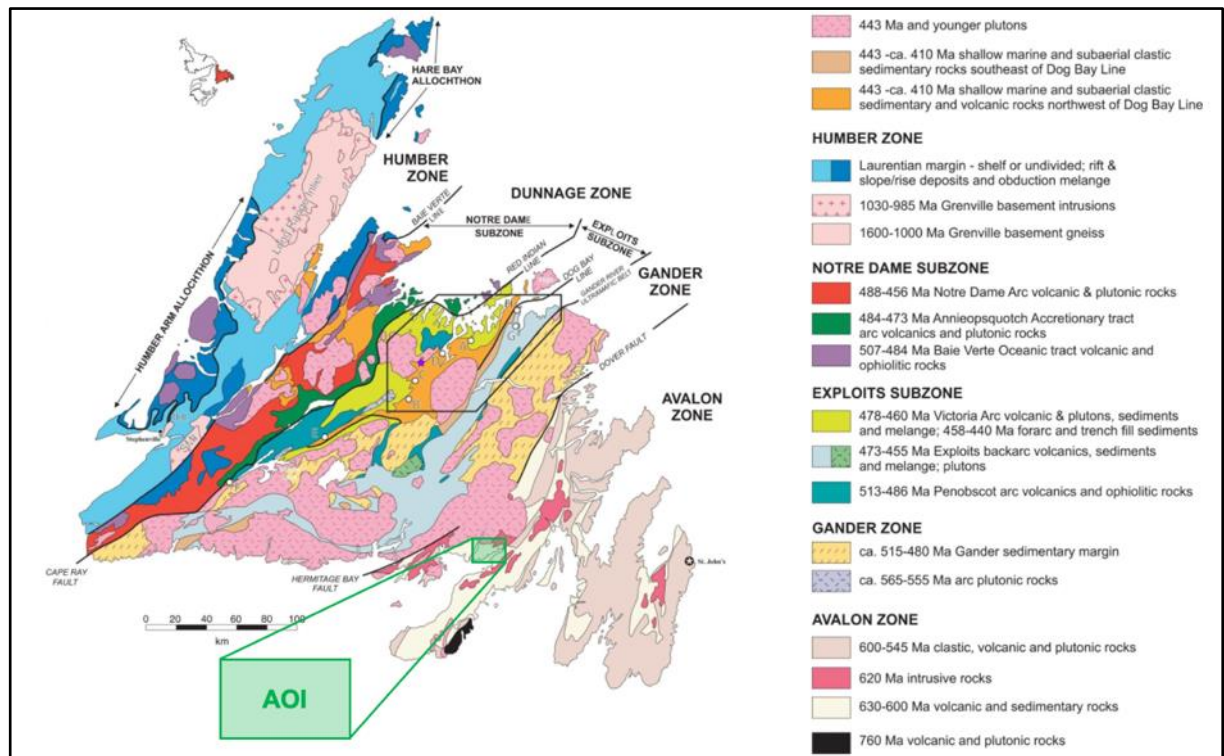 HARE BAY
ALLOCHTHON
HUMBER
ZONE
DUNNAGE ZONE
BAIE VERTE
LINE
NOTRE DAME
SUBZONE
EXPLOITS
SUBZONE
RED INDIAN
LINE
DOG BAY
LINE
GANDER RIVER
ULTRAMAFIC BELT
GANDER
ZONE
HUMBER ARM ALLOCHTHON
Long Range Inlier
DOVER FAULT
AVALON
ZONE
Stephenville
CAPE RAY
FAULT
HERMITAGE BAY
FAULT
St. John's
0 20 40 60 80 100
km
AOI
443 Ma and younger plutons
443 -ca. 410 Ma shallow marine and subaerial clastic
sedimentary rocks southeast of Dog Bay Line
443 -ca. 410 Ma shallow marine and subaerial clastic
sedimentary and volcanic rocks northwest of Dog Bay Line
HUMBER ZONE
Laurentian margin - shelf or undivided; rift &
slope/rise deposits and obduction melange
1030-985 Ma Grenville basement intrusions
1600-1000 Ma Grenville basement gneiss
NOTRE DAME SUBZONE
488-456 Ma Notre Dame Arc volcanic & plutonic rocks
484-473 Ma Annieopsquotch Accretionary tract
arc volcanics and plutonic rocks
507-484 Ma Baie Verte Oceanic tract volcanic and
ophiolitic rocks
EXPLOITS SUBZONE
478-460 Ma Victoria Arc volcanic & plutons, sediments
and melange; 458-440 Ma forarc and trench fill sediments
473-455 Ma Exploits backarc volcanics, sediments
and melange; plutons
513-486 Ma Penobscot arc volcanics and ophiolitic rocks
GANDER ZONE
ca. 515-480 Ma Gander sedimentary margin
ca. 565-555 Ma arc plutonic rocks
AVALON ZONE
600-545 Ma clastic, volcanic and plutonic rocks
620 Ma intrusive rocks
630-600 Ma volcanic and sedimentary rocks
760 Ma volcanic and plutonic rocks